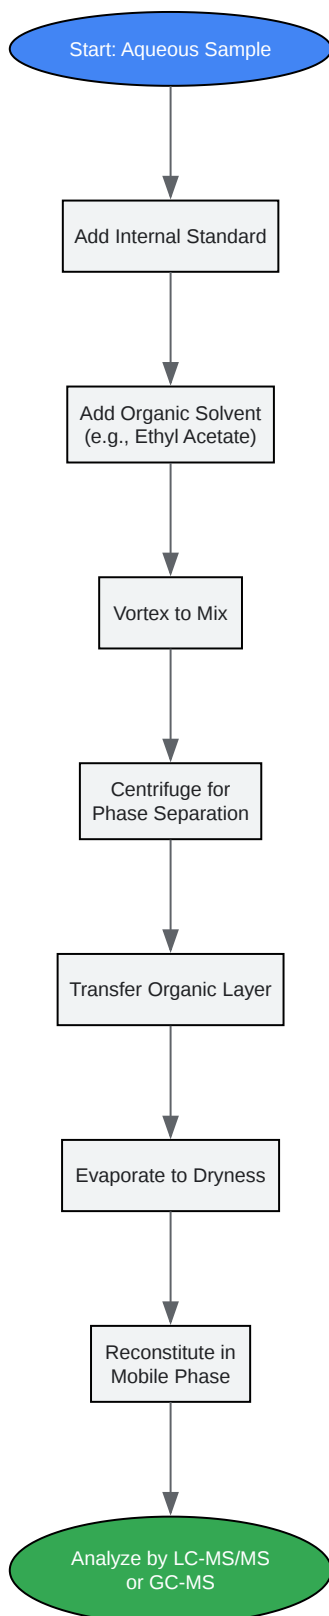 Start: Aqueous Sample
Add Internal Standard
Add Organic Solvent
(e.g., Ethyl Acetate)
Vortex to Mix
Centrifuge for
Phase Separation
Transfer Organic Layer
Evaporate to Dryness
Reconstitute in
Mobile Phase
Analyze by LC-MS/MS
or GC-MS